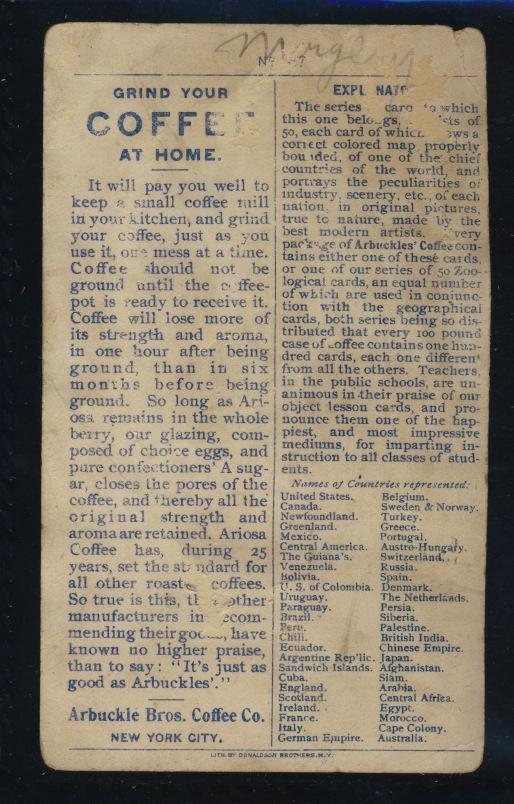 GRIND YOUR
COFFEE
AT HOME.
It will pay you well to
keep a small coffee mill
in your kitchen, and grind
your coffee, just as you
use it, one mess at a time.
Coffee should not be
ground until the coffee-
pot is ready to receive it.
Coffee will lose more of
its strength and aroma,
in one hour after being
ground, than in six
months before being
ground. So long as Ari-
osa remains in the whole
berry, our glazing, com-
posed of choice eggs, and
pure confectioners' A sug-
ar, closes the pores of the
coffee, and thereby all the
original strength and
aroma are retained. Ariosa
Coffee has, during 25
years, set the standard for
all other roasted coffees.
So true is this, that other
manufacturers in recom-
mending their goods, have
known no higher praise,
than to say: "It's just as
good as Arbuckles'."
Arbuckle Bros. Coffee Co.
NEW YORK CITY.
EXPLANAT
The series card to which
this one belongs, sts of
50, each card of which shows a
correct colored map, properly
bounded, of one of the chief
countries of the world, and
portrays the peculiarities of
industry, scenery, etc., of each
nation, in original pictures,
true to nature, made by the
best modern artists. Every
package of Arbuckles' Coffee con-
tains either one of these cards,
or one of our series of 50 Zoo-
logical cards, an equal number
of which are used in conjunc-
tion with the geographical
cards, both series being so dis-
tributed that every 100 pound
case of coffee contains one hun-
dred cards, each one different
from all the others. Teachers,
in the public schools, are un-
animous in their praise of our
object lesson cards, and pro-
nounce them one of the hap-
piest, and most impressive
mediums, for imparting in-
struction to all classes of stud-
ents.
Names of Countries represented:
United States.
Canada.
Newfoundland.
Greenland.
Mexico.
Central America.
The Guiana's.
Venezuela.
Bolivia.
U. S. of Colombia.
Uruguay.
Paraguay.
Brazil.
Peru.
Chili.
Ecuador.
Argentine Rep'lic.
Sandwich Islands.
Cuba.
England.
Scotland.
Ireland.
France.
Italy.
German Empire.
Belgium.
Sweden & Norway.
Turkey.
Greece.
Portugal.
Austro-Hungary.
Switzerland.
Russia.
Spain.
Denmark.
The Netherlands.
Persia.
Siberia.
Palestine.
British India.
Chinese Empire.
Japan.
Afghanistan.
Siam.
Arabia.
Central Africa.
Egypt.
Morocco.
Cape Colony.
Australia.
LITH. BY DONALDSON BROTHERS, N.Y.